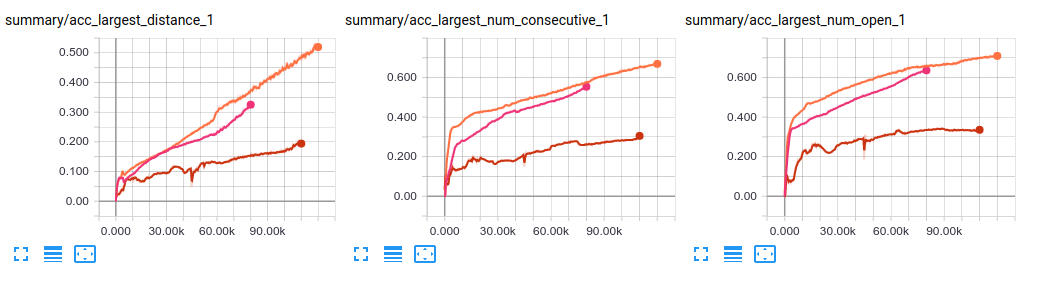 summary/acc_largest_distance_1
0.500
0.400
0.300
0.200
0.100
0.00
0.000 30.00k 60.00k 90.00k
summary/acc_largest_num_consecutive_1
0.600
0.400
0.200
0.00
0.000 30.00k 60.00k 90.00k
summary/acc_largest_num_open_1
0.600
0.400
0.200
0.00
0.000 30.00k 60.00k 90.00k